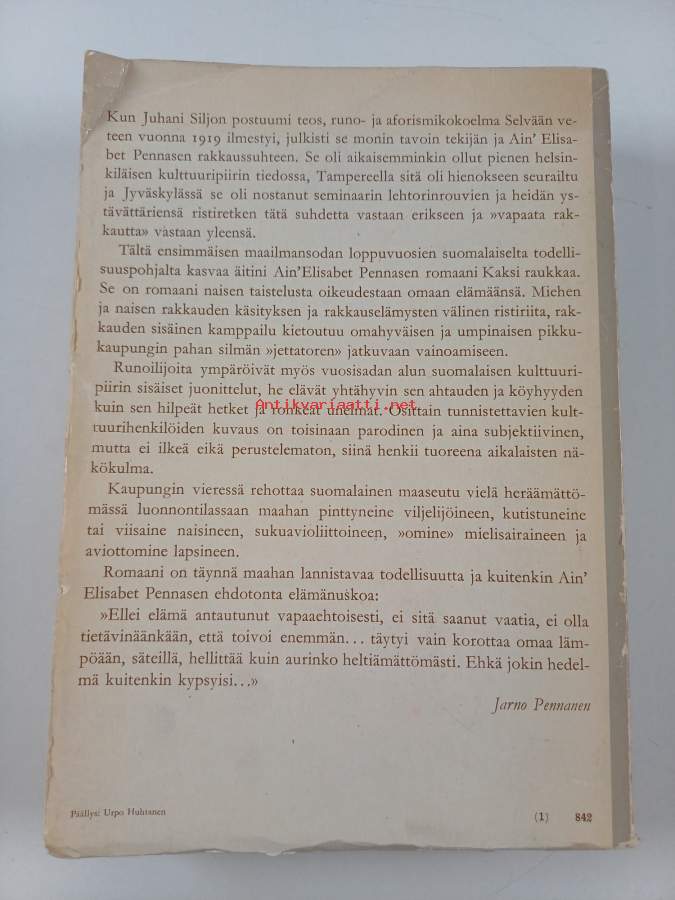 Kun Juhani Siljon postuumi teos, runo- ja aforismikokoelma Selvään ve-
teen vuonna 1919 ilmestyi, julkisti se monin tavoin tekijän ja Ain' Elisa-
bet Pennasen rakkaussuhteen. Se oli aikaisemminkin ollut pienen helsin-
kiläisen kulttuuripiirin tiedossa, Tampereella sitä oli hienokseen seurailtu
ja Jyväskylässä se oli nostanut seminaarin lehtorinrouvien ja heidän ys-
tävättäriensä ristiretken tätä suhdetta vastaan erikseen ja »vapaata rak-
kautta» vastaan yleensä.
Tältä ensimmäisen maailmansodan loppuvuosien suomalaiselta todelli-
suuspohjalta kasvaa äitini Ain'Elisabet Pennasen romaani Kaksi raukkaa.
Se on romaani naisen taistelusta oikeudestaan omaan elämäänsä. Miehen
ja naisen rakkauden käsityksen ja rakkauselämysten välinen ristiriita, rak-
kauden sisäinen kamppailu kietoutuu omahyväisen ja umpinaisen pikku-
kaupungin pahan silmän »jettatoren» jatkuvaan vainoamiseen.
Runoilijoita ympäröivät myös vuosisadan alun suomalaisen kulttuuri-
piirin sisäiset juonittelut, he elävät yhtähyvin sen ahtauden ja köyhyyden
kuin sen hilpeät hetket ja rohkeat unelmat. Osittain tunnistettavien kult-
tuurihenkilöiden kuvaus on toisinaan parodinen ja aina subjektiivinen,
mutta ei ilkeä eikä perustelematon, siinä henkii tuoreena aikalaisten nä-
kökulma.
Kaupungin vieressä rehottaa suomalainen maaseutu vielä heräämättö-
mässä luonnontilassaan maahan pinttyneine viljelijöineen, kutistuneine
tai viisaine naisineen, sukuavioliittoineen, »omine» mielisairaineen ja
aviottomine lapsineen.
Romaani on täynnä maahan lannistavaa todellisuutta ja kuitenkin Ain'
Elisabet Pennasen ehdotonta elämänuskoa:
»Ellei elämä antautunut vapaaehtoisesti, ei sitä saanut vaatia, ei olla
tietävinäänkään, että toivoi enemmän... täytyi vain korottaa omaa läm-
pöään, säteillä, hellittää kuin aurinko heltiämättömästi. Ehkä jokin hedel-
mä kuitenkin kypsyisi...»
Jarno Pennanen
Päällys: Urpo Huhtanen
(1) 842
Antikvariaatti.net